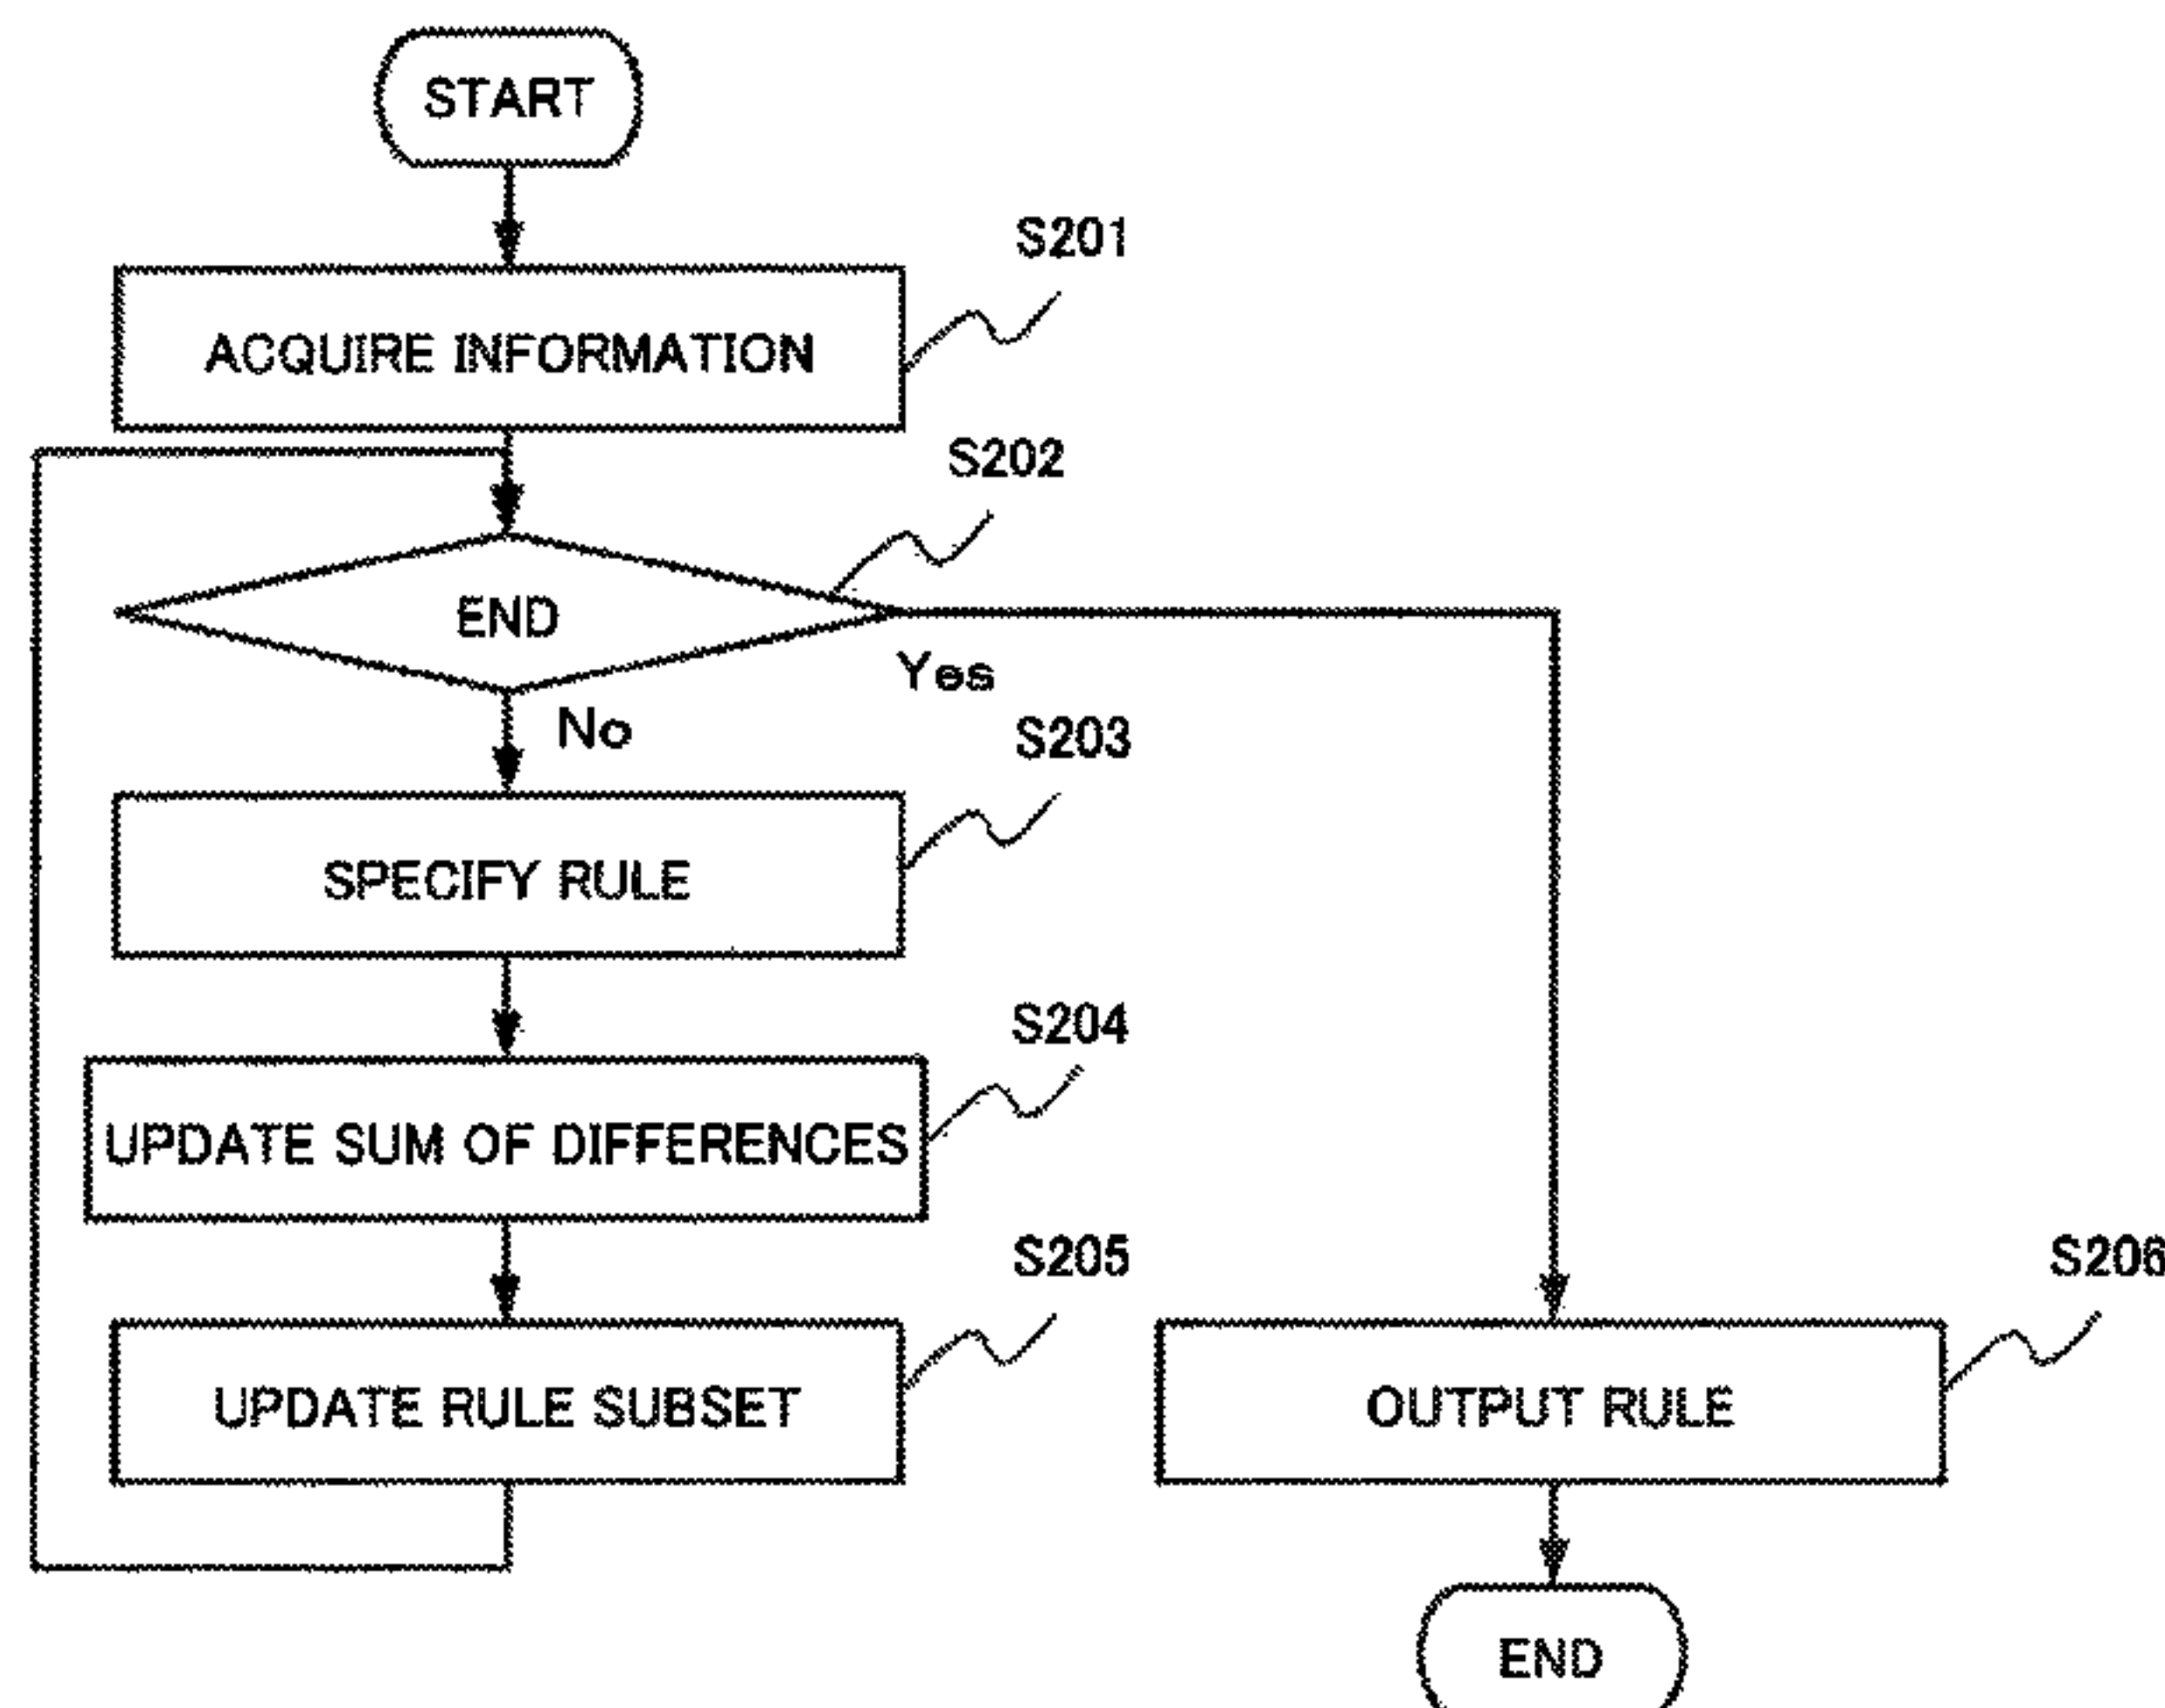 START
S201
ACQUIRE INFORMATION
S202
END
Yes
No
S203
SPECIFY RULE
S204
UPDATE SUM OF DIFFERENCES
S205
UPDATE RULE SUBSET
S206
OUTPUT RULE
END